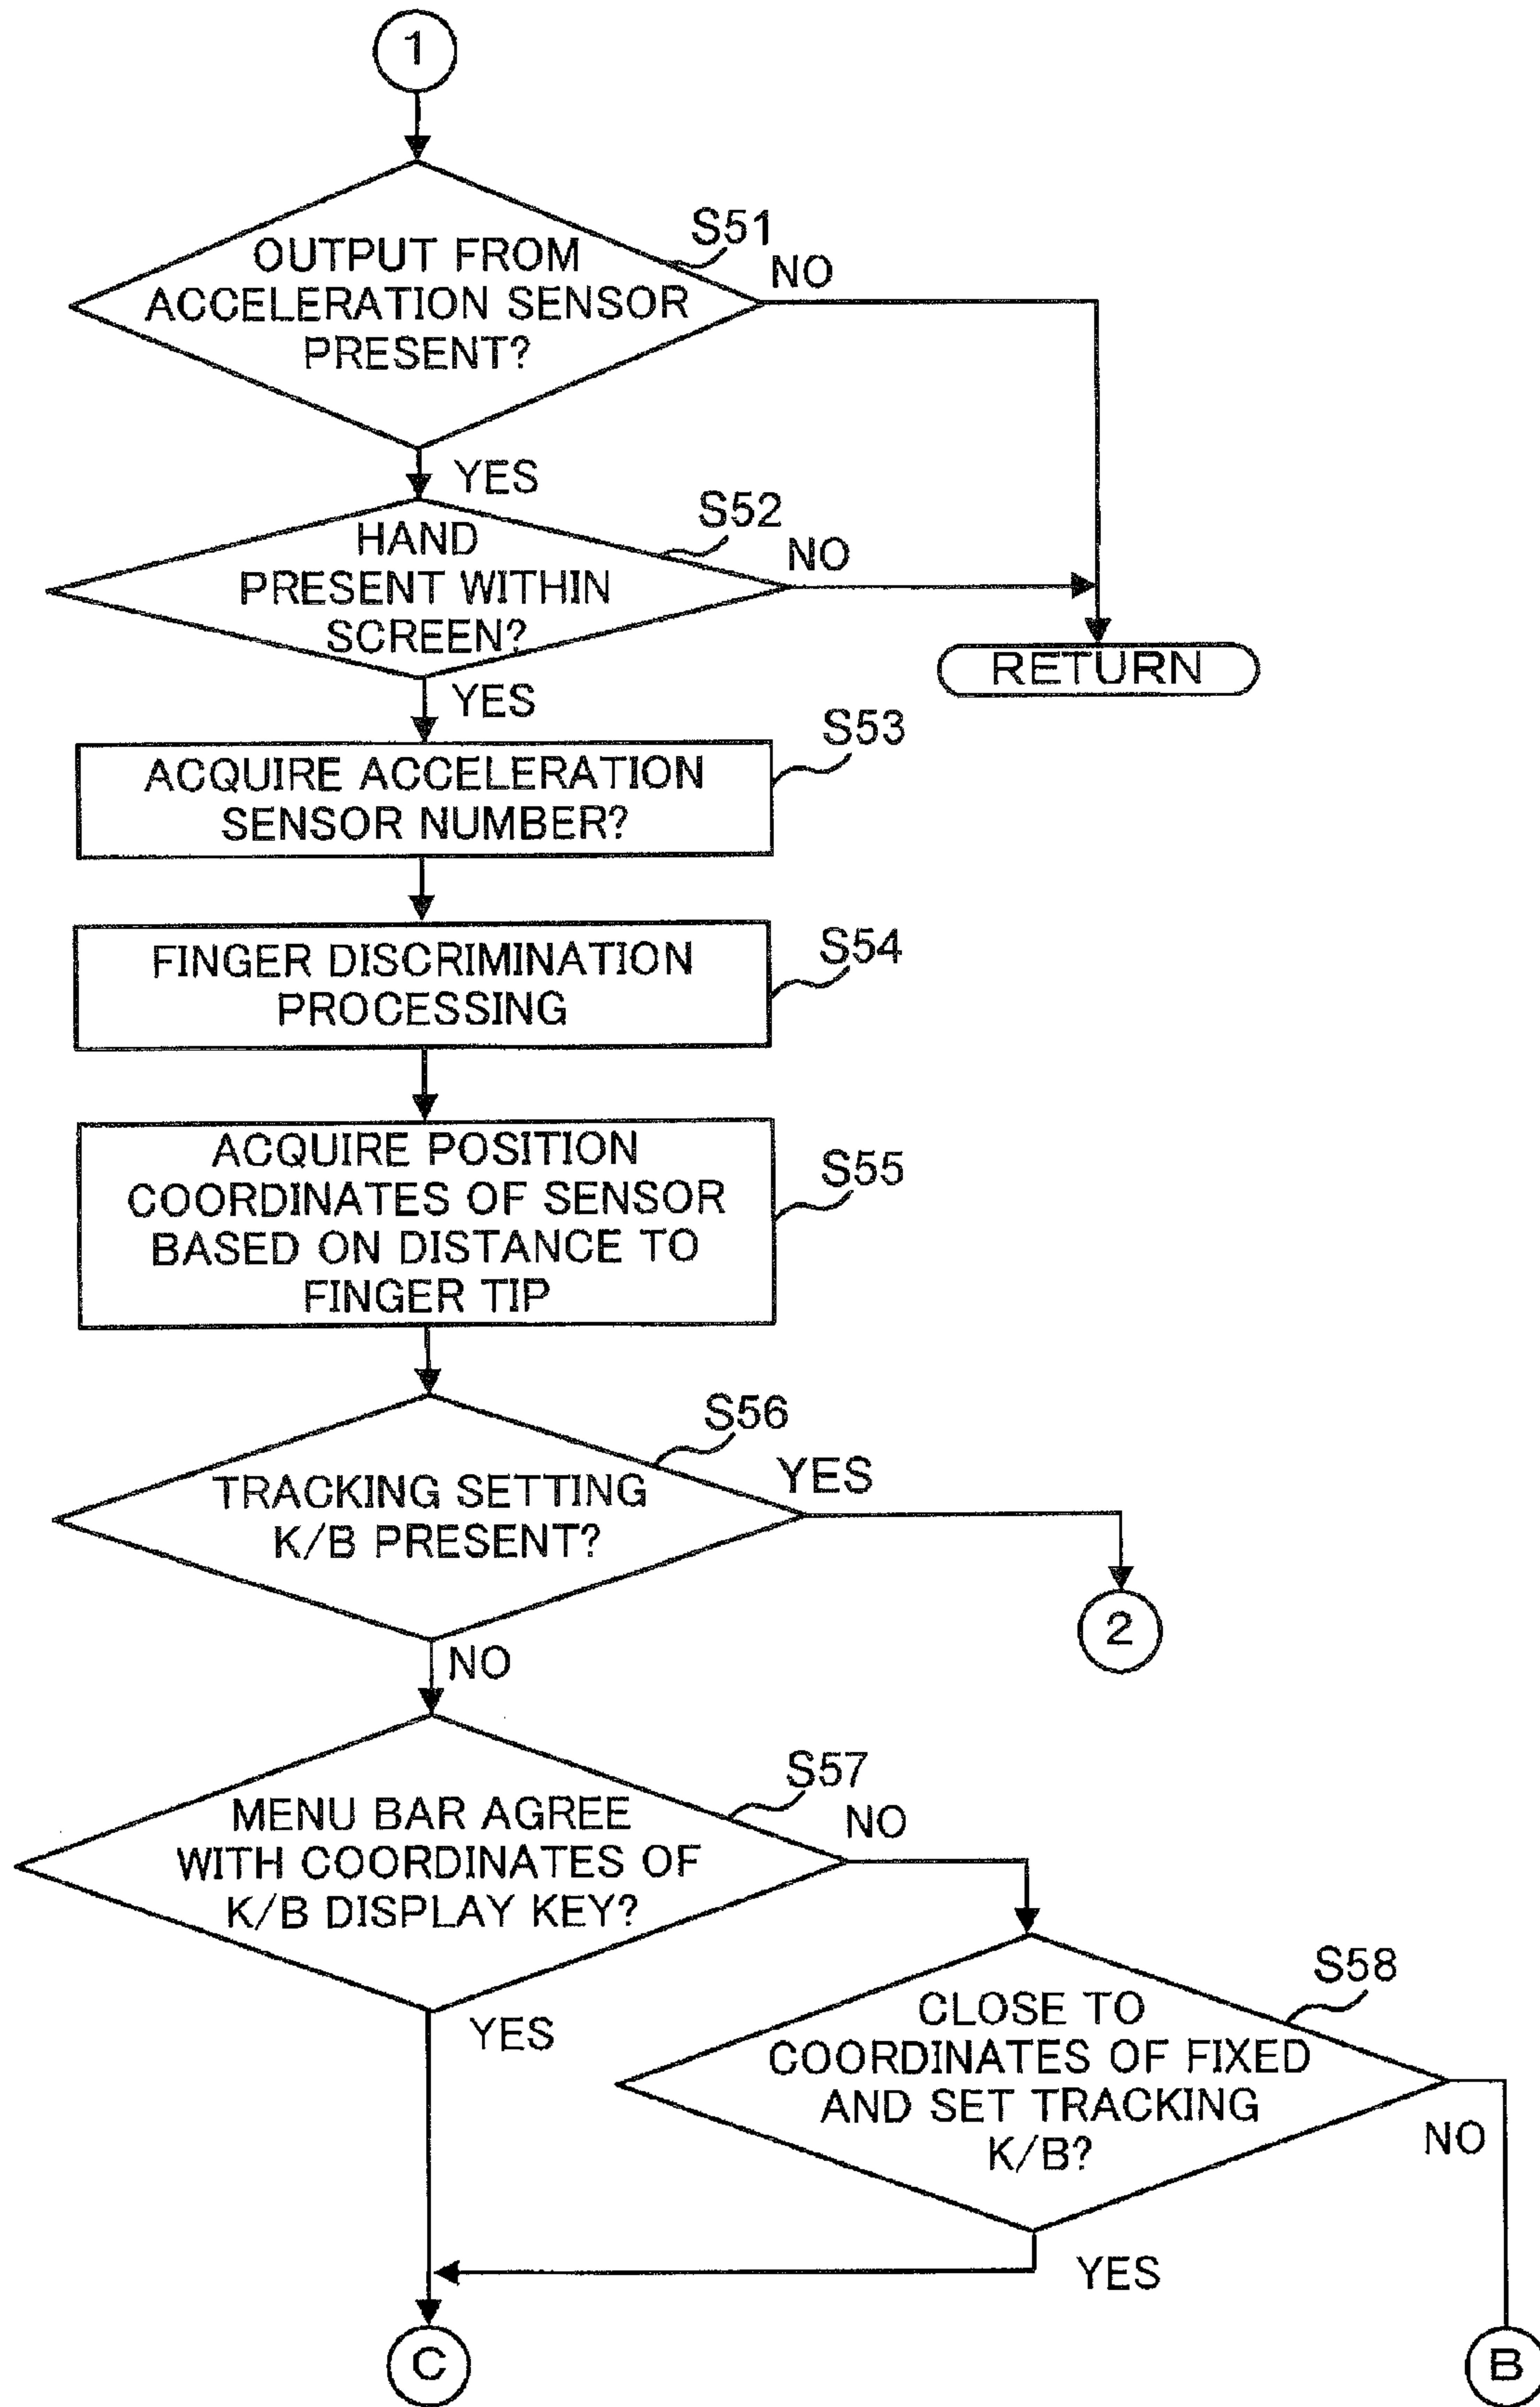 1
S51
OUTPUT FROM
ACCELERATION SENSOR
PRESENT?
NO
YES
S52
HAND
PRESENT WITHIN
SCREEN?
NO
RETURN
YES
S53
ACQUIRE ACCELERATION
SENSOR NUMBER?
S54
FINGER DISCRIMINATION
PROCESSING
S55
ACQUIRE POSITION
COORDINATES OF SENSOR
BASED ON DISTANCE TO
FINGER TIP
S56
TRACKING SETTING
K/B PRESENT?
YES
2
NO
S57
MENU BAR AGREE
WITH COORDINATES OF
K/B DISPLAY KEY?
NO
YES
S58
CLOSE TO
COORDINATES OF FIXED
AND SET TRACKING
K/B?
NO
YES
C
B